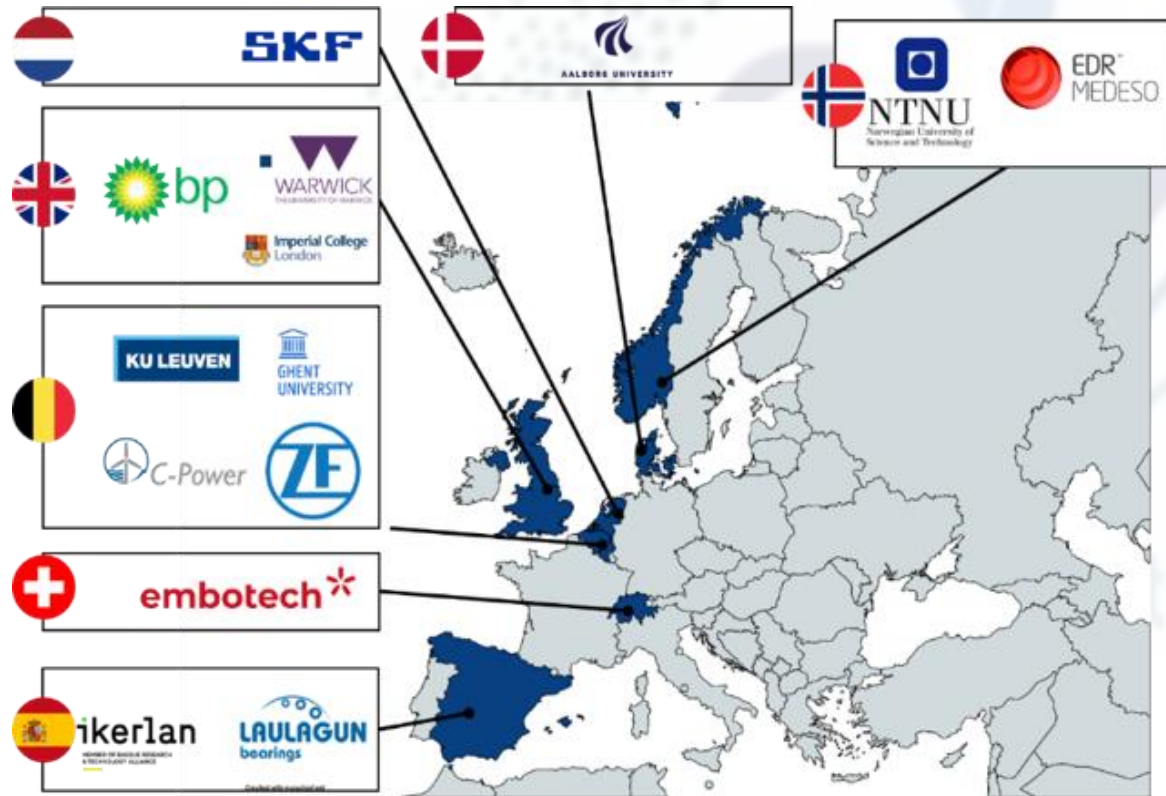 SKF
AALBORG UNIVERSITY
NTNU
Norwegian University of
Science and Technology
EDR™
MEDESO
bp
WARWICK
THE UNIVERSITY OF WARWICK
Imperial College
London
KU LEUVEN
GHENT
UNIVERSITY
C-Power
ZF
embotech*
ikerlan
MEMBER OF BASQUE RESEARCH
& TECHNOLOGY ALLIANCE
LAULAGUN
bearings